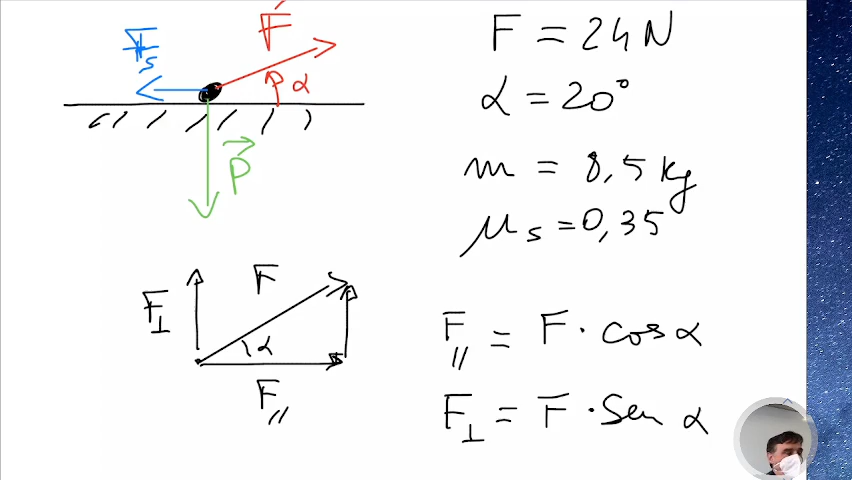 F = 24 N
F
Fs
α
α = 20°
P
m = 8,5 kg
μs = 0,35
F
F⊥
α
F//
F// = F · cos α
F⊥ = F · sen α